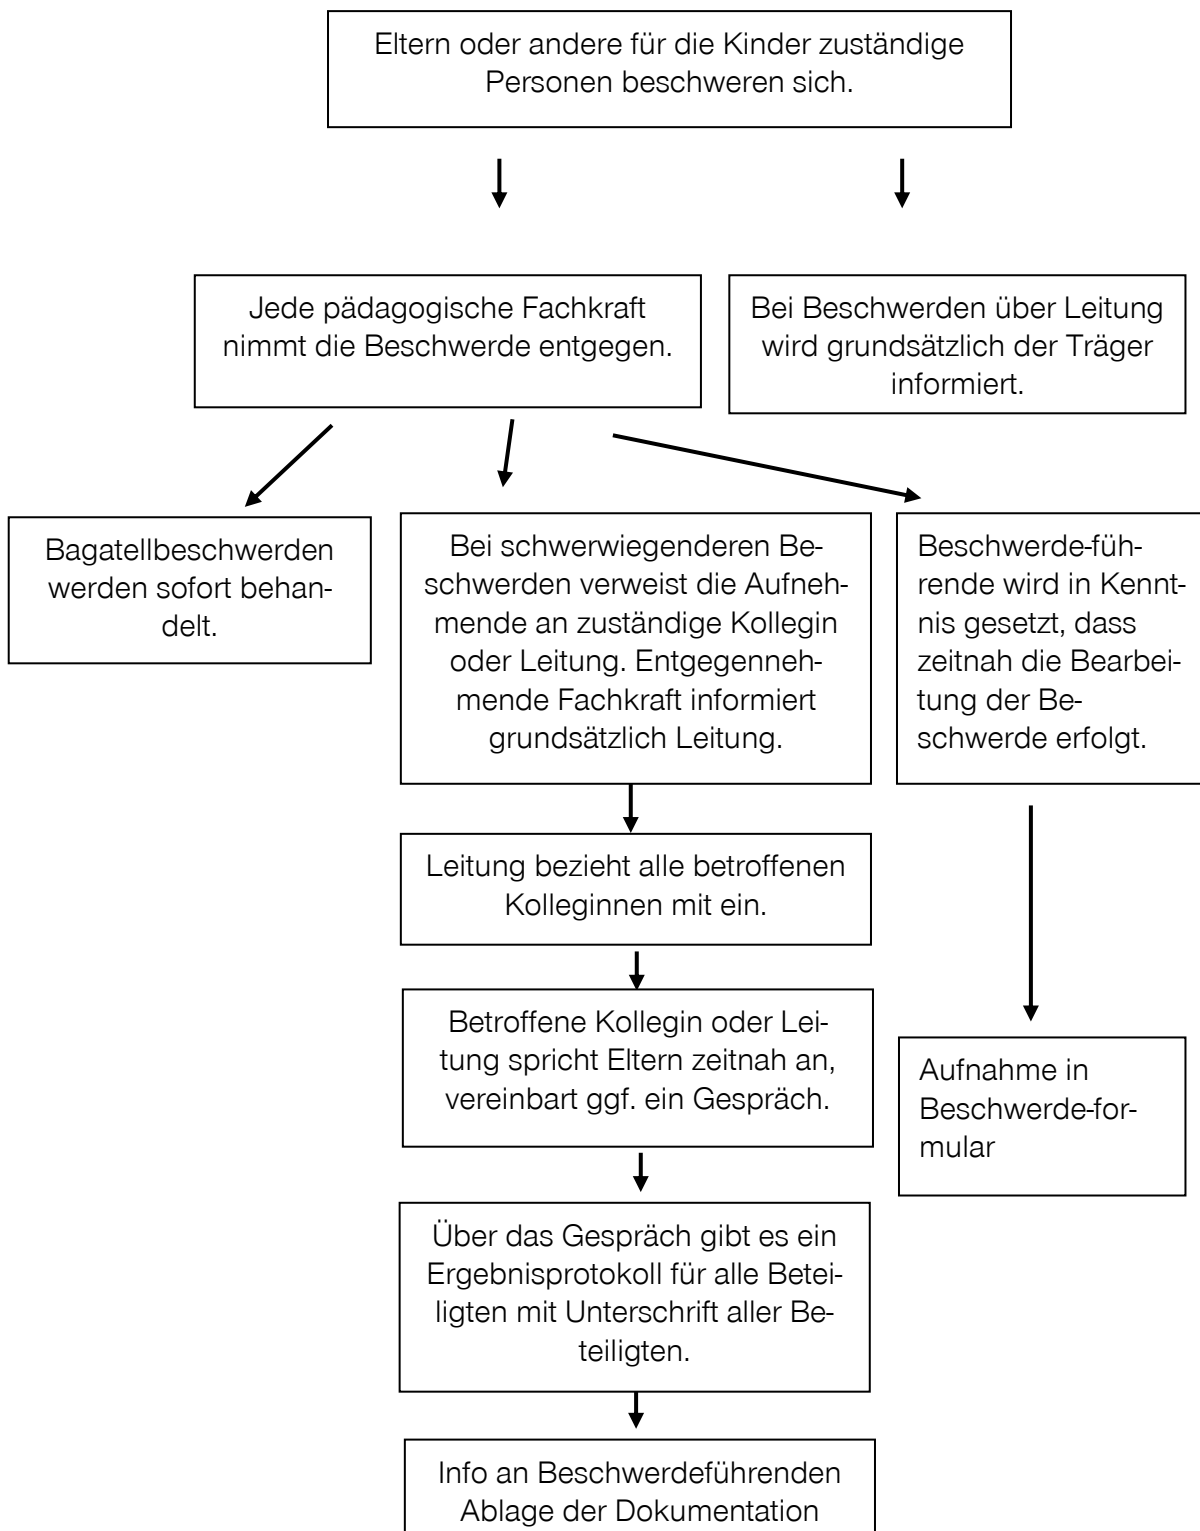 Eltern oder andere für die Kinder zuständige
Personen beschweren sich.
Jede pädagogische Fachkraft
nimmt die Beschwerde entgegen.
Bei Beschwerden über Leitung
wird grundsätzlich der Träger
informiert.
Bagatellbeschwerden
werden sofort behan-
delt.
Bei schwerwiegenderen Be-
schwerden verweist die Aufneh-
mende an zuständige Kollegin
oder Leitung. Entgegenneh-
mende Fachkraft informiert
grundsätzlich Leitung.
Beschwerde-füh-
rende wird in Kennt-
nis gesetzt, dass
zeitnah die Bearbei-
tung der Be-
schwerde erfolgt.
Leitung bezieht alle betroffenen
Kolleginnen mit ein.
Betroffene Kollegin oder Lei-
tung spricht Eltern zeitnah an,
vereinbart ggf. ein Gespräch.
Aufnahme in
Beschwerde-for-
mular
Über das Gespräch gibt es ein
Ergebnisprotokoll für alle Betei-
ligten mit Unterschrift aller Be-
teiligten.
Info an Beschwerdeführenden
Ablage der Dokumentation